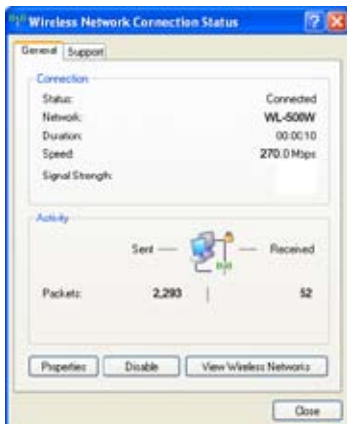 Wireless Network Connection Status
General Support
Connection
Status: Connected
Network: WL-500W
Duration: 00:00:10
Speed: 270.0 Mbps
Signal Strength:
Activity
Sent — — Received
Packets: 2,293 | 52
Properties Disable View Wireless Networks
Close